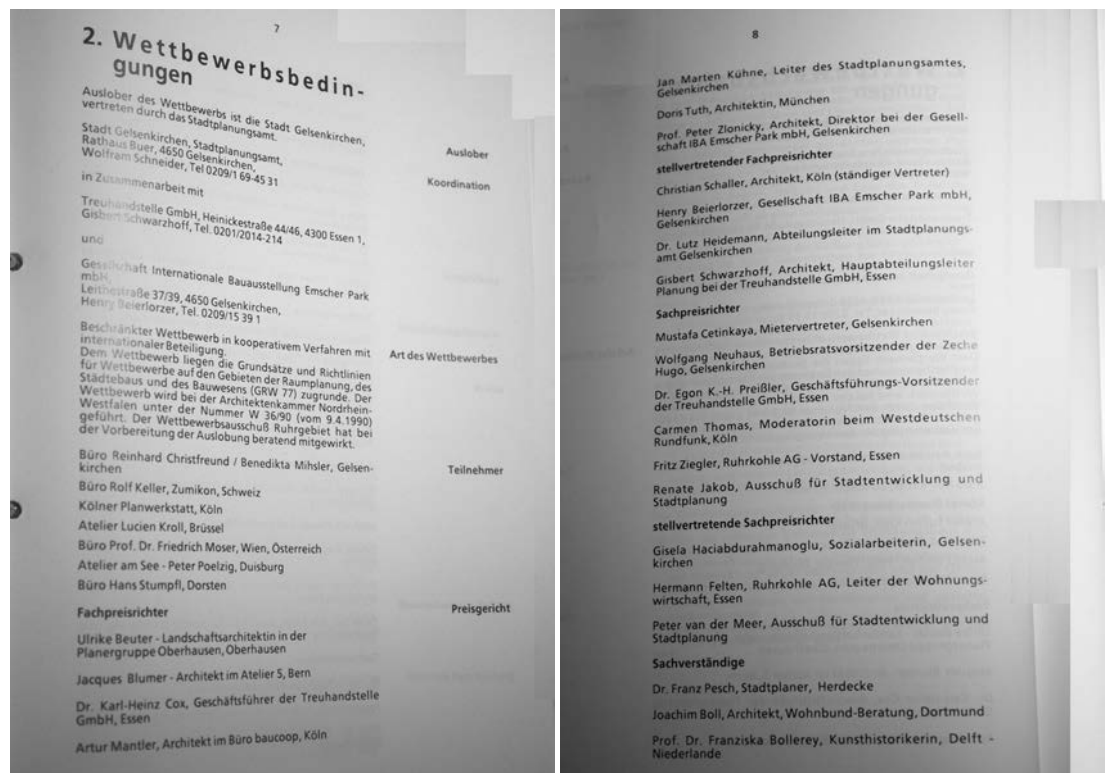 7
2. Wettbewerbsbedin-
gungen
Auslober des Wettbewerbs ist die Stadt Gelsenkirchen,
vertreten durch das Stadtplanungsamt.
Auslober
Stadt Gelsenkirchen, Stadtplanungsamt,
Rathaus Buer, 4650 Gelsenkirchen,
Wolfram Schneider, Tel 0209/1 69-45 31
Koordination
in Zusammenarbeit mit
Treuhandstelle GmbH, Heinickestraße 44/46, 4300 Essen 1,
Gisbert Schwarzhoff, Tel. 0201/2014-214
und
Gesellschaft Internationale Bauausstellung Emscher Park
mbH,
Leithestraße 37/39, 4650 Gelsenkirchen,
Henry Beierlorzer, Tel. 0209/15 39 1
Beschränkter Wettbewerb in kooperativem Verfahren mit
internationaler Beteiligung.
Art des Wettbewerbes
Dem Wettbewerb liegen die Grundsätze und Richtlinien
für Wettbewerbe auf den Gebieten der Raumplanung, des
Städtebaus und des Bauwesens (GRW 77) zugrunde. Der
Wettbewerb wird bei der Architektenkammer Nordrhein-
Westfalen unter der Nummer W 36/90 (vom 9.4.1990)
geführt. Der Wettbewerbsausschuß Ruhrgebiet hat bei
der Vorbereitung der Auslobung beratend mitgewirkt.
Büro Reinhard Christfreund / Benedikta Mihsler, Gelsen-
kirchen
Teilnehmer
Büro Rolf Keller, Zumikon, Schweiz
Kölner Planwerkstatt, Köln
Atelier Lucien Kroll, Brüssel
Büro Prof. Dr. Friedrich Moser, Wien, Österreich
Atelier am See - Peter Poelzig, Duisburg
Büro Hans Stumpfl, Dorsten
Fachpreisrichter
Preisgericht
Ulrike Beuter - Landschaftsarchitektin in der
Planergruppe Oberhausen, Oberhausen
Jacques Blumer - Architekt im Atelier 5, Bern
Dr. Karl-Heinz Cox, Geschäftsführer der Treuhandstelle
GmbH, Essen
Artur Mantler, Architekt im Büro baucoop, Köln
8
Jan Marten Kühne, Leiter des Stadtplanungsamtes,
Gelsenkirchen
Doris Tuth, Architektin, München
Prof. Peter Zlonicky, Architekt, Direktor bei der Gesell-
schaft IBA Emscher Park mbH, Gelsenkirchen
stellvertretender Fachpreisrichter
Christian Schaller, Architekt, Köln (ständiger Vertreter)
Henry Beierlorzer, Gesellschaft IBA Emscher Park mbH,
Gelsenkirchen
Dr. Lutz Heidemann, Abteilungsleiter im Stadtplanungs-
amt Gelsenkirchen
Gisbert Schwarzhoff, Architekt, Hauptabteilungsleiter
Planung bei der Treuhandstelle GmbH, Essen
Sachpreisrichter
Mustafa Cetinkaya, Mietervertreter, Gelsenkirchen
Wolfgang Neuhaus, Betriebsratsvorsitzender der Zeche
Hugo, Gelsenkirchen
Dr. Egon K.-H. Preißler, Geschäftsführungs-Vorsitzender
der Treuhandstelle GmbH, Essen
Carmen Thomas, Moderatorin beim Westdeutschen
Rundfunk, Köln
Fritz Ziegler, Ruhrkohle AG - Vorstand, Essen
Renate Jakob, Ausschuß für Stadtentwicklung und
Stadtplanung
stellvertretende Sachpreisrichter
Gisela Haciabdurahmanoglu, Sozialarbeiterin, Gelsen-
kirchen
Hermann Felten, Ruhrkohle AG, Leiter der Wohnungs-
wirtschaft, Essen
Peter van der Meer, Ausschuß für Stadtentwicklung und
Stadtplanung
Sachverständige
Dr. Franz Pesch, Stadtplaner, Herdecke
Joachim Boll, Architekt, Wohnbund-Beratung, Dortmund
Prof. Dr. Franziska Bollerey, Kunsthistorikerin, Delft -
Niederlande